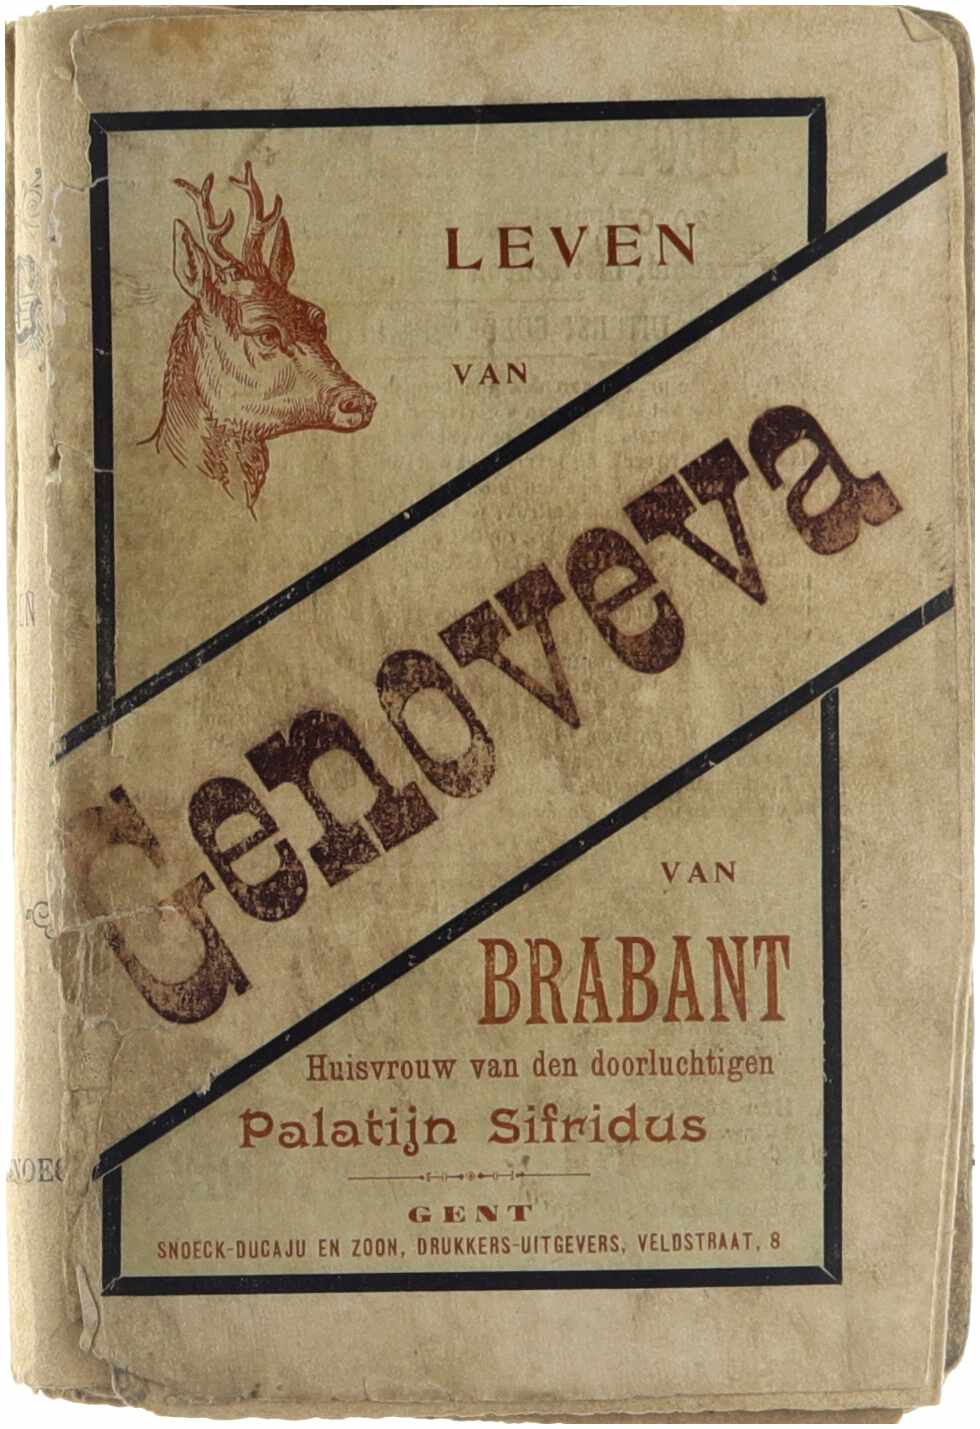 LEVEN
VAN
Genoveva
VAN
BRABANT
Huisvrouw van den doorluchtigen
Palatijn Sifridus
GENT
SNOECK-DUCAJU EN ZOON, DRUKKERS-UITGEVERS, VELDSTRAAT, 8